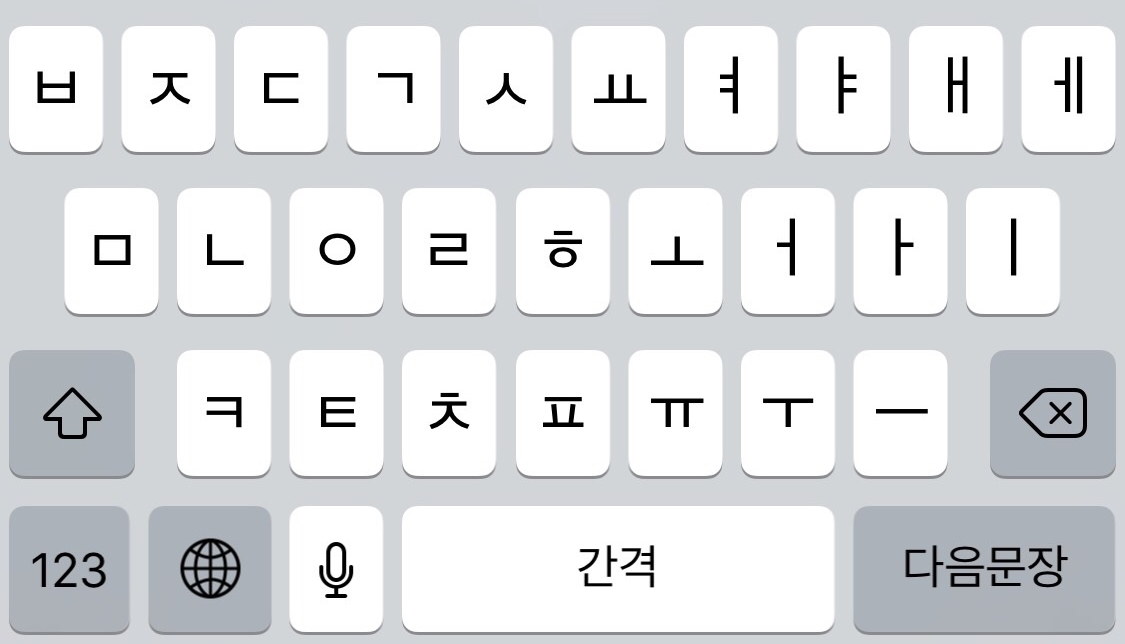 ㅂ ㅈ ㄷ ㄱ ㅅ ㅛ ㅕ ㅑ ㅐ ㅔ
ㅁ ㄴ ㅇ ㄹ ㅎ ㅗ ㅓ ㅏ ㅣ
ㅋ ㅌ ㅊ ㅍ ㅠ ㅜ ㅡ
123 간격 다음문장